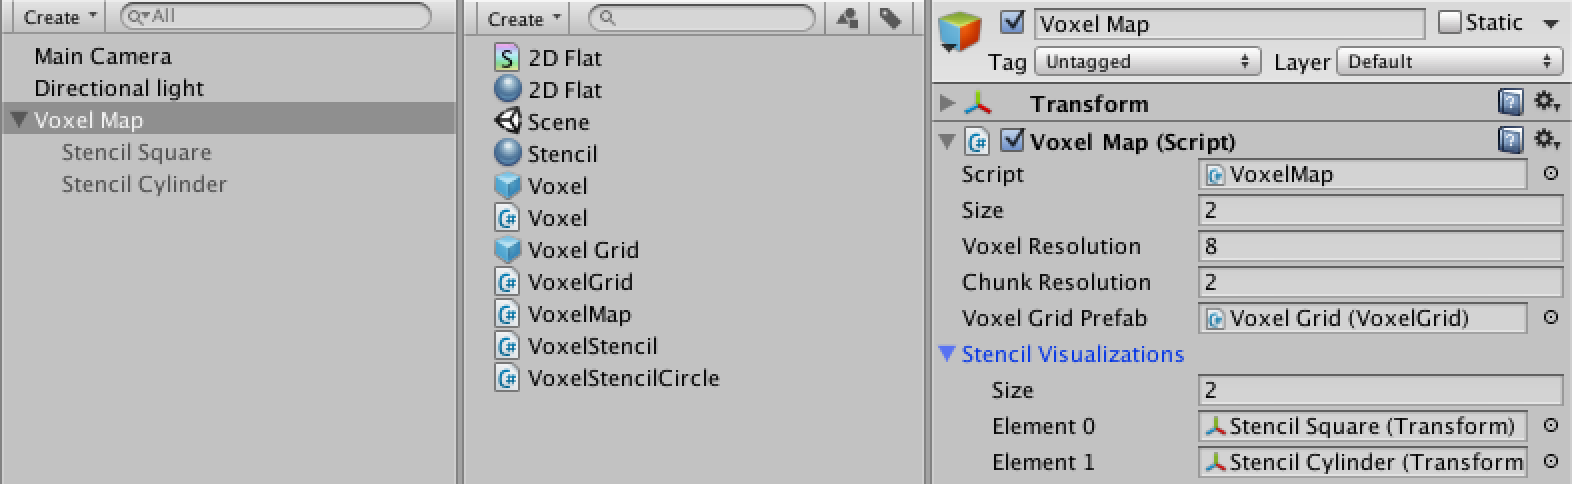 Create
All
Main Camera
Directional light
Voxel Map
Stencil Square
Stencil Cylinder
Create
S 2D Flat
2D Flat
Scene
Stencil
Voxel
C# Voxel
Voxel Grid
C# VoxelGrid
C# VoxelMap
C# VoxelStencil
C# VoxelStencilCircle
Voxel Map Static
Tag Untagged Layer Default
Transform ?
C# Voxel Map (Script) ?
Script C# VoxelMap
Size 2
Voxel Resolution 8
Chunk Resolution 2
Voxel Grid Prefab C# Voxel Grid (VoxelGrid)
Stencil Visualizations
Size 2
Element 0 Stencil Square (Transform)
Element 1 Stencil Cylinder (Transform